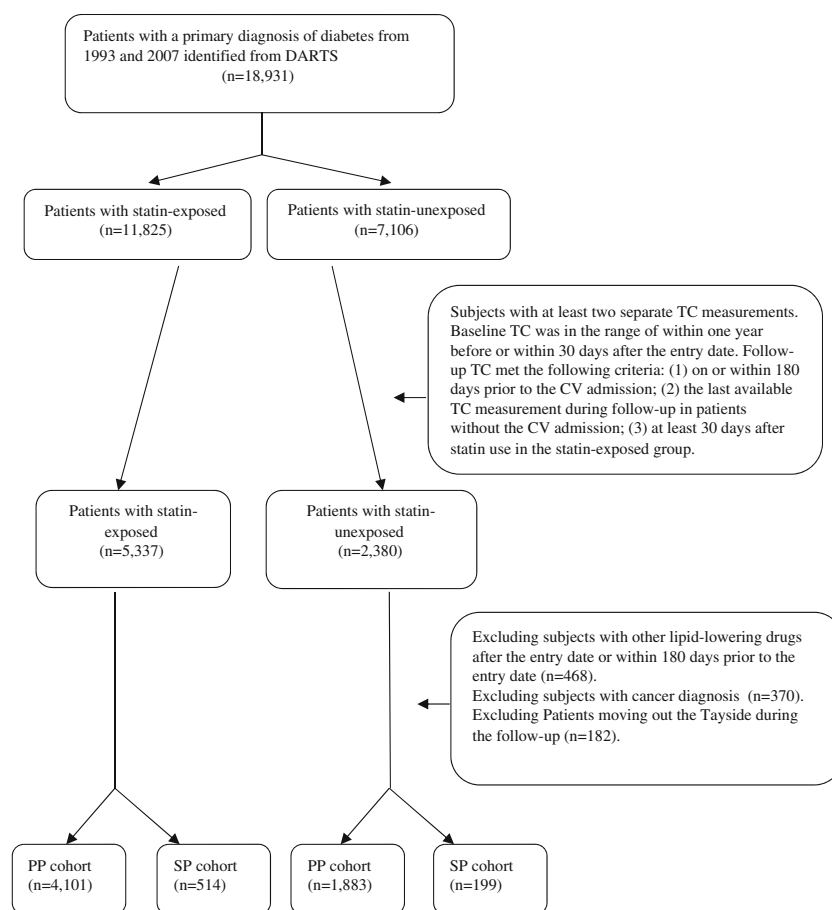 Patients with a primary diagnosis of diabetes from
1993 and 2007 identified from DARTS
(n=18,931)
Patients with statin-exposed
(n=11,825)
Patients with statin-unexposed
(n=7,106)
Subjects with at least two separate TC measurements.
Baseline TC was in the range of within one year
before or within 30 days after the entry date. Follow-
up TC met the following criteria: (1) on or within 180
days prior to the CV admission; (2) the last available
TC measurement during follow-up in patients
without the CV admission; (3) at least 30 days after
statin use in the statin-exposed group.
Patients with statin-
exposed
(n=5,337)
Patients with statin-
unexposed
(n=2,380)
Excluding subjects with other lipid-lowering drugs
after the entry date or within 180 days prior to the
entry date (n=468).
Excluding subjects with cancer diagnosis (n=370).
Excluding Patients moving out the Tayside during
the follow-up (n=182).
PP cohort
(n=4,101)
SP cohort
(n=514)
PP cohort
(n=1,883)
SP cohort
(n=199)